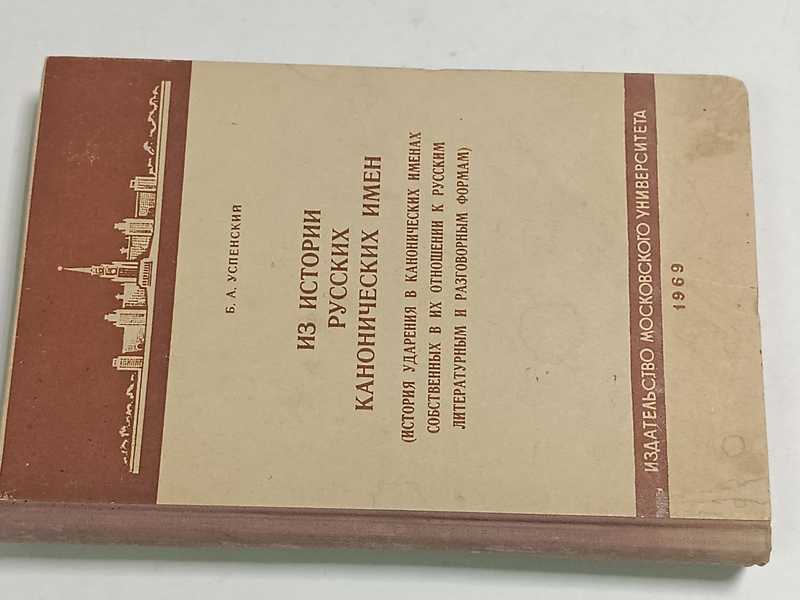 Б. А. УСПЕНСКИЙ
ИЗ ИСТОРИИ
РУССКИХ
КАНОНИЧЕСКИХ ИМЕН
(ИСТОРИЯ УДАРЕНИЯ В КАНОНИЧЕСКИХ ИМЕНАХ
СОБСТВЕННЫХ В ИХ ОТНОШЕНИИ К РУССКИМ
ЛИТЕРАТУРНЫМ И РАЗГОВОРНЫМ ФОРМАМ)
ИЗДАТЕЛЬСТВО МОСКОВСКОГО УНИВЕРСИТЕТА
1969